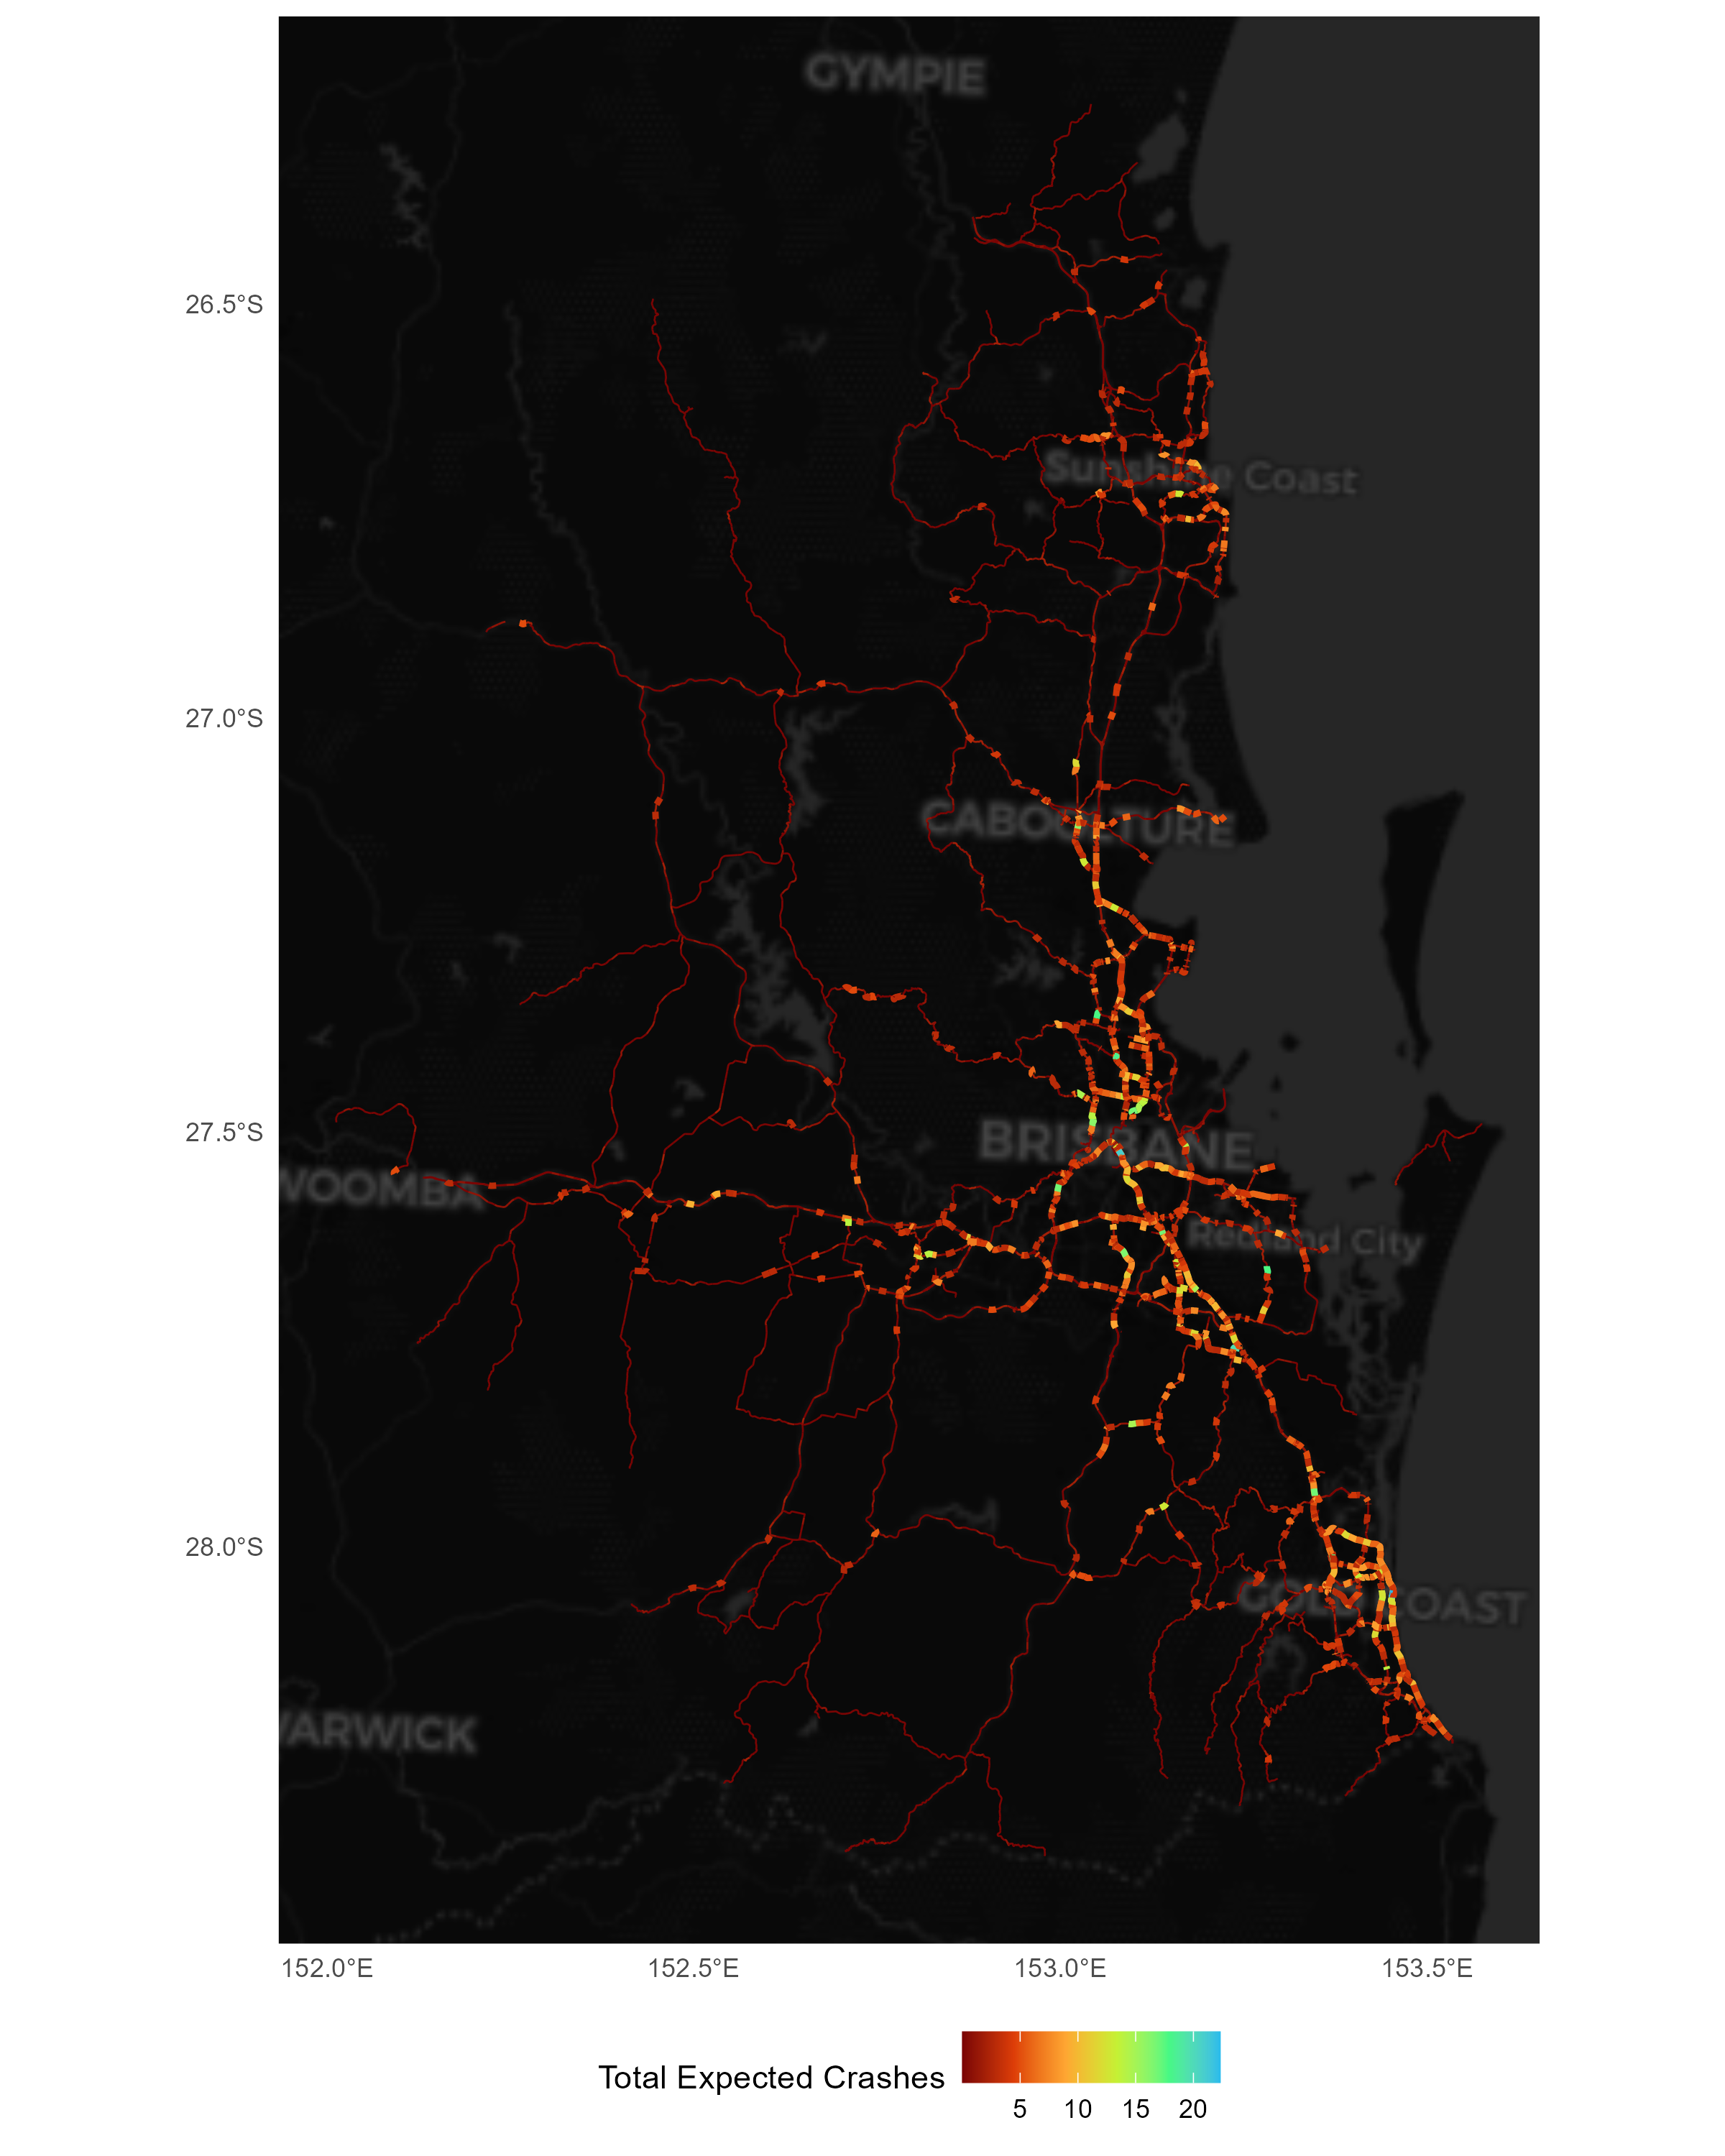 GYMPIE
26.5°S
Sunshine Coast
27.0°S
CABOOLTURE
27.5°S
BRISBANE
WOOMBA
Redland City
28.0°S
GOLD COAST
WARWICK
152.0°E 152.5°E 153.0°E 153.5°E
Total Expected Crashes
5 10 15 20